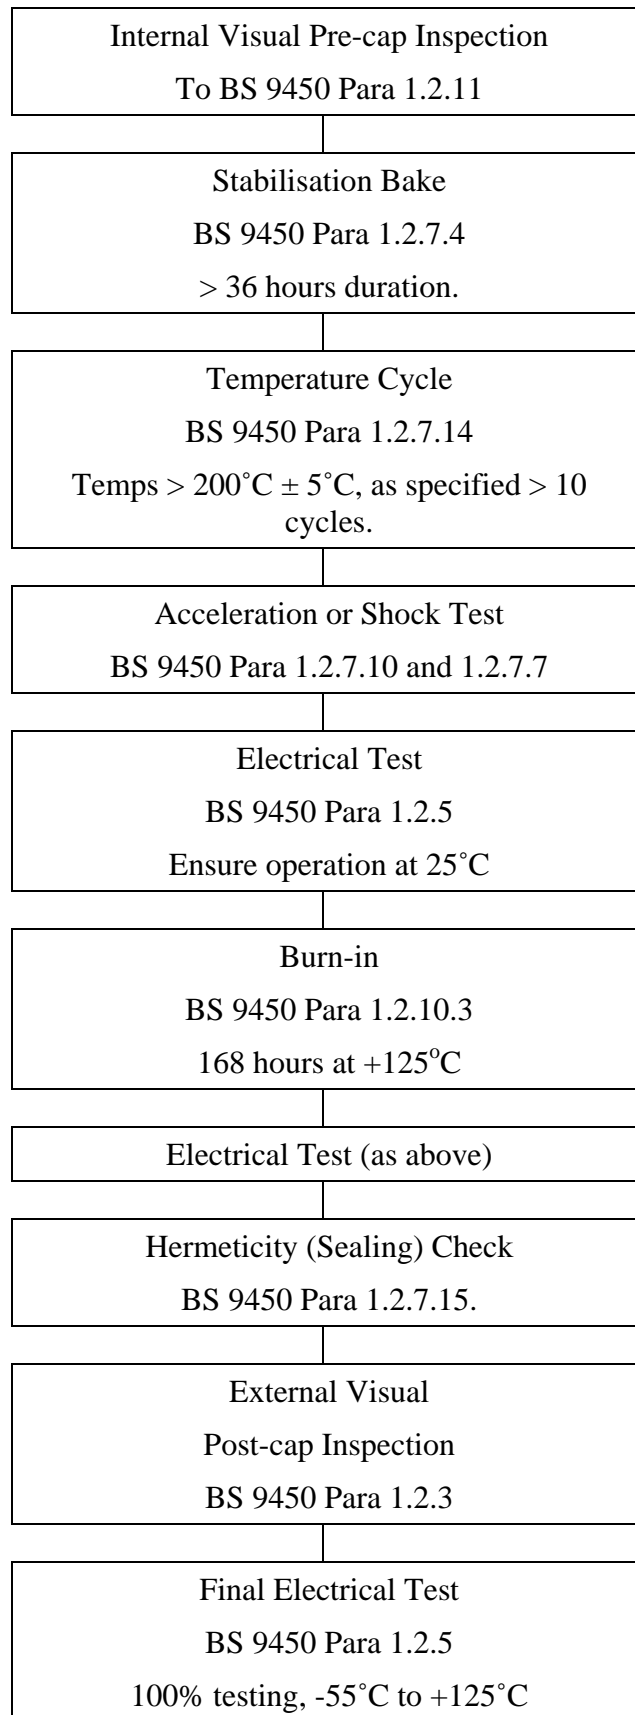 Internal Visual Pre-cap Inspection
To BS 9450 Para 1.2.11
Stabilisation Bake
BS 9450 Para 1.2.7.4
> 36 hours duration.
Temperature Cycle
BS 9450 Para 1.2.7.14
Temps > 200˚C ± 5˚C, as specified > 10
cycles.
Acceleration or Shock Test
BS 9450 Para 1.2.7.10 and 1.2.7.7
Electrical Test
BS 9450 Para 1.2.5
Ensure operation at 25˚C
Burn-in
BS 9450 Para 1.2.10.3
168 hours at +125ºC
Electrical Test (as above)
Hermeticity (Sealing) Check
BS 9450 Para 1.2.7.15.
External Visual
Post-cap Inspection
BS 9450 Para 1.2.3
Final Electrical Test
BS 9450 Para 1.2.5
100% testing, -55˚C to +125˚C